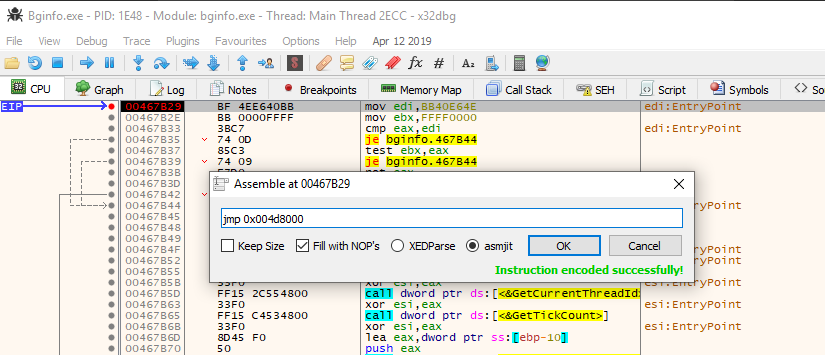 Bginfo.exe - PID: 1E48 - Module: bginfo.exe - Thread: Main Thread 2ECC - x32dbg
File View Debug Trace Plugins Favourites Options Help Apr 12 2019
CPU Graph Log Notes Breakpoints Memory Map Call Stack SEH Script Symbols Sou
EIP 00467B29 BF 4EE640BB mov edi,BB40E64E edi:EntryPoint
00467B2E BB 0000FFFF mov ebx,FFFF0000
00467B33 3BC7 cmp eax,edi edi:EntryPoint
00467B35 74 0D je bginfo.467B44
00467B37 85C3 test ebx,eax
00467B39 74 09 je bginfo.467B44
00467B3B
00467B3D
00467B42
00467B44 ryPoint
00467B45
00467B48
00467B49
00467B4F ryPoint
00467B52 ryPoint
00467B55
00467B5B 33F0 xor esi,eax ryPoint
00467B5D FF15 2C554800 call dword ptr ds:[<&GetCurrentThreadId>
00467B63 33F0 xor esi,eax esi:EntryPoint
00467B65 FF15 C4534800 call dword ptr ds:[<&GetTickCount>]
00467B6B 33F0 xor esi,eax esi:EntryPoint
00467B6D 8D45 F0 lea eax,dword ptr ss:[ebp-10]
00467B70 50 push eax
Assemble at 00467B29
jmp 0x004d8000
Keep Size Fill with NOP's XEDParse asmjit OK Cancel
Instruction encoded successfully!